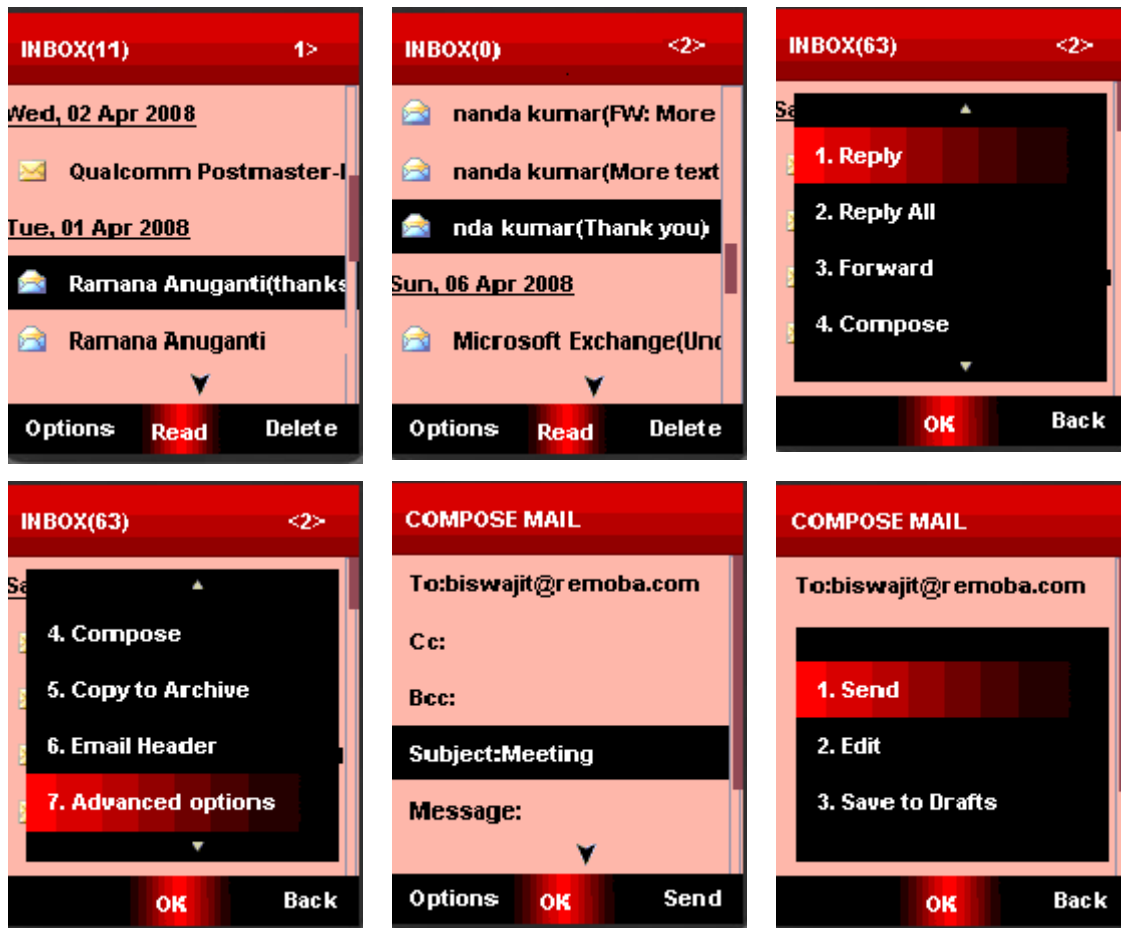 INBOX(11) 1>
Wed, 02 Apr 2008
Qualcomm Postmaster-
Tue, 01 Apr 2008
Ramana Anuganti(thanks
Ramana Anuganti
Options Read Delete
INBOX(0) <2>
nanda kumar(FW: More
nanda kumar(More text
nda kumar(Thank you)
Sun, 06 Apr 2008
Microsoft Exchange(Und
Options Read Delete
INBOX(63) <2>
Sa
1. Reply
2. Reply All
3. Forward
4. Compose
OK Back
INBOX(63) <2>
Sa
4. Compose
5. Copy to Archive
6. Email Header
7. Advanced options
OK Back
COMPOSE MAIL
To:biswajit@remoba.com
Cc:
Bcc:
Subject:Meeting
Message:
Options OK Send
COMPOSE MAIL
To:biswajit@remoba.com
1. Send
2. Edit
3. Save to Drafts
OK Back